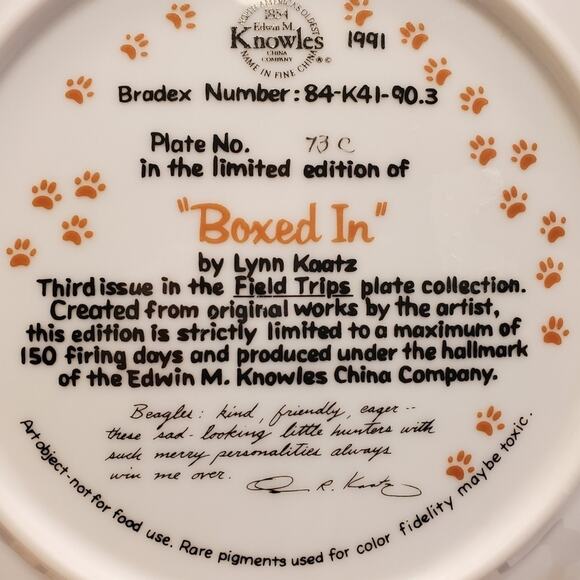 NORTH AMERICA'S OLDEST
1854
Edwin M.
Knowles
CHINA
COMPANY
NAME IN FINE CHINA
®©
1991
Bradex Number: 84-K41-90.3
Plate No. 73 C
in the limited edition of
"Boxed In"
by Lynn Kaatz
Third issue in the Field Trips plate collection.
Created from original works by the artist,
this edition is strictly limited to a maximum of
150 firing days and produced under the hallmark
of the Edwin M. Knowles China Company.
Beagles: kind, friendly, eager --
these sad-looking little hunters with
such merry personalities always
win me over.
R. Kaatz
Art object - not for food use. Rare pigments used for color fidelity may be toxic.